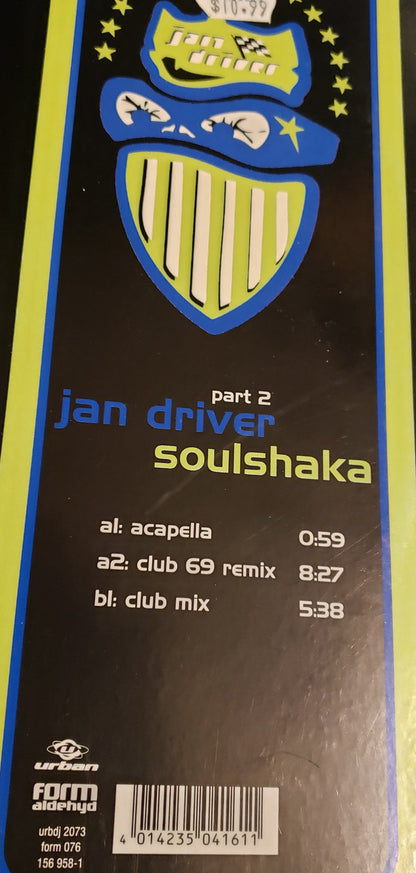 $10.99
jan
driver
part 2
jan driver
soulshaka
a1: acapella 0:59
a2: club 69 remix 8:27
b1: club mix 5:38
urban
form
aldehyd
urbdj 2073
form 076
156 958-1
4 014235 041611